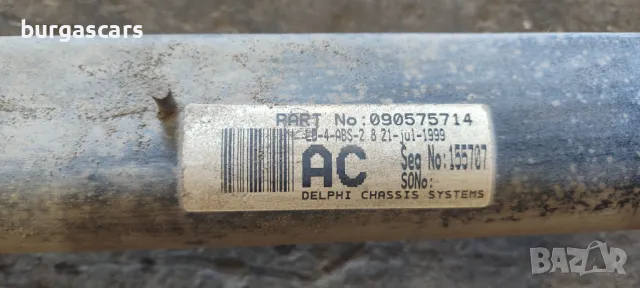 burgascars
PART No:090575714
LD-4-ABS-2 8 21-jul-1999
AC
Seq No:155707
SONo:
DELPHI CHASSIS SYSTEMS
BAZAR